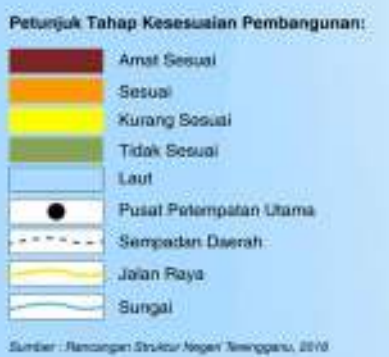 Petunjuk Tahap Kesesuaian Pembangunan:
Amat Sesuai
Sesuai
Kurang Sesuai
Tidak Sesuai
Laut
Pusat Petempatan Utama
Sempadan Daerah
Jalan Raya
Sungai
Sumber : Rancangan Struktur Negeri Terengganu, 2016